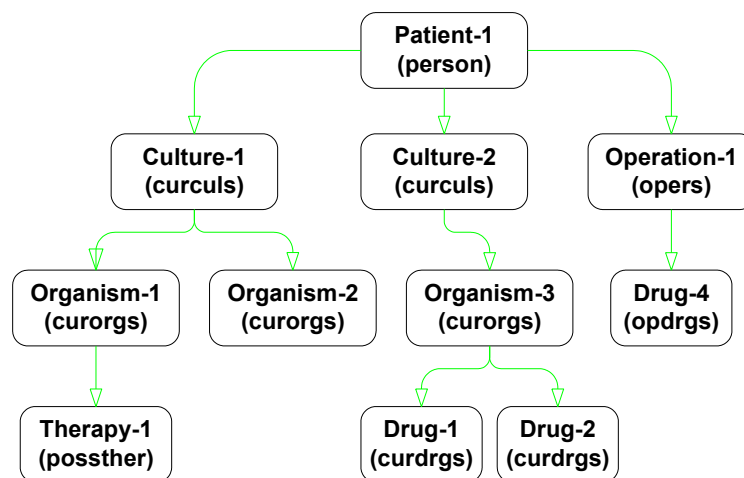 Patient-1
(person)
Culture-1
(curculs)
Culture-2
(curculs)
Operation-1
(opers)
Organism-1
(curorgs)
Organism-2
(curorgs)
Organism-3
(curorgs)
Drug-4
(opdrgs)
Therapy-1
(possther)
Drug-1
(curdrgs)
Drug-2
(curdrgs)